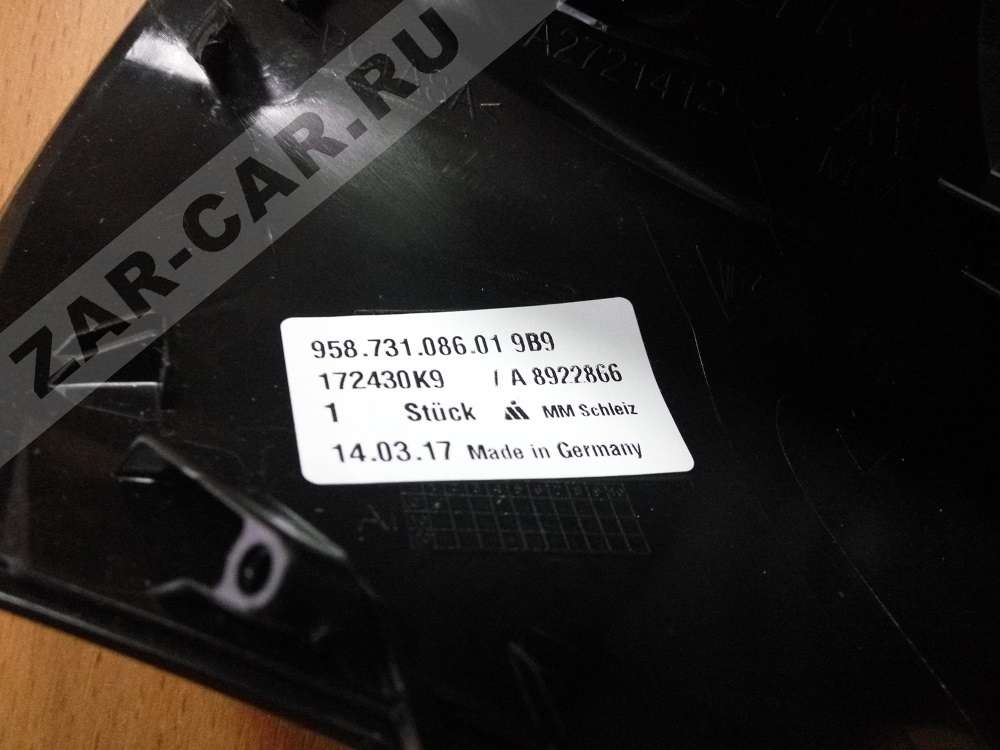 ZAR-CAR.RU
A2721412
958.731.086.01 9B9
172430K9 / A 8922866
1 Stück MM Schleiz
14.03.17 Made in Germany